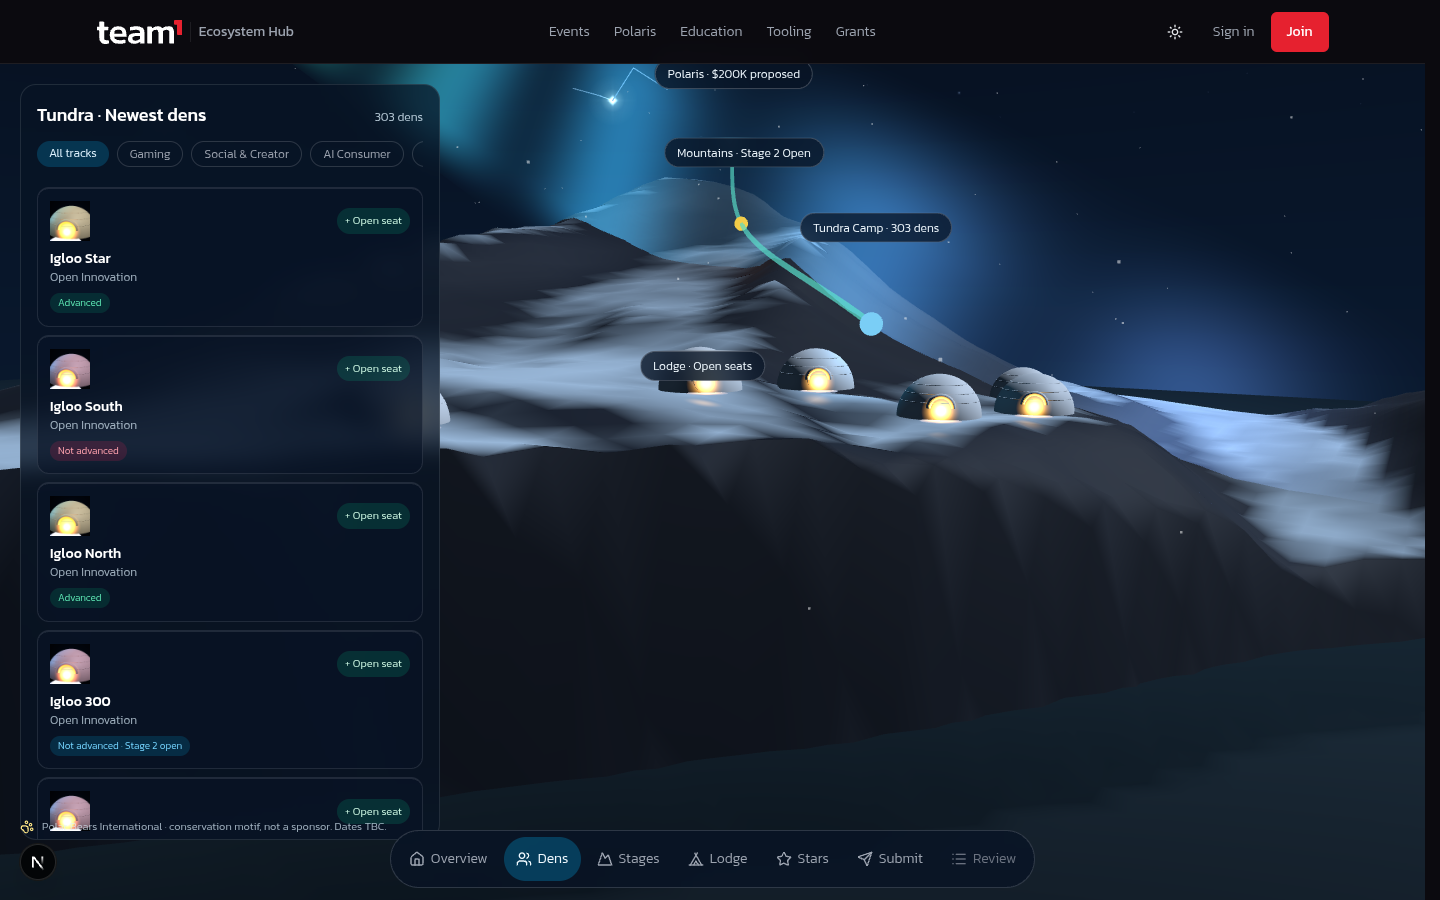 team1 Ecosystem Hub
Events Polaris Education Tooling Grants
Sign in Join
Polaris · $200K proposed
Tundra · Newest dens
303 dens
All tracks Gaming Social & Creator AI Consumer
Mountains · Stage 2 Open
Tundra Camp · 303 dens
Lodge · Open seats
+ Open seat
Igloo Star
Open Innovation
Advanced
+ Open seat
Igloo South
Open Innovation
Not advanced
+ Open seat
Igloo North
Open Innovation
Advanced
+ Open seat
Igloo 300
Open Innovation
Not advanced · Stage 2 open
+ Open seat
International · conservation motif, not a sponsor. Dates TBC.
N
Overview Dens Stages Lodge Stars Submit Review